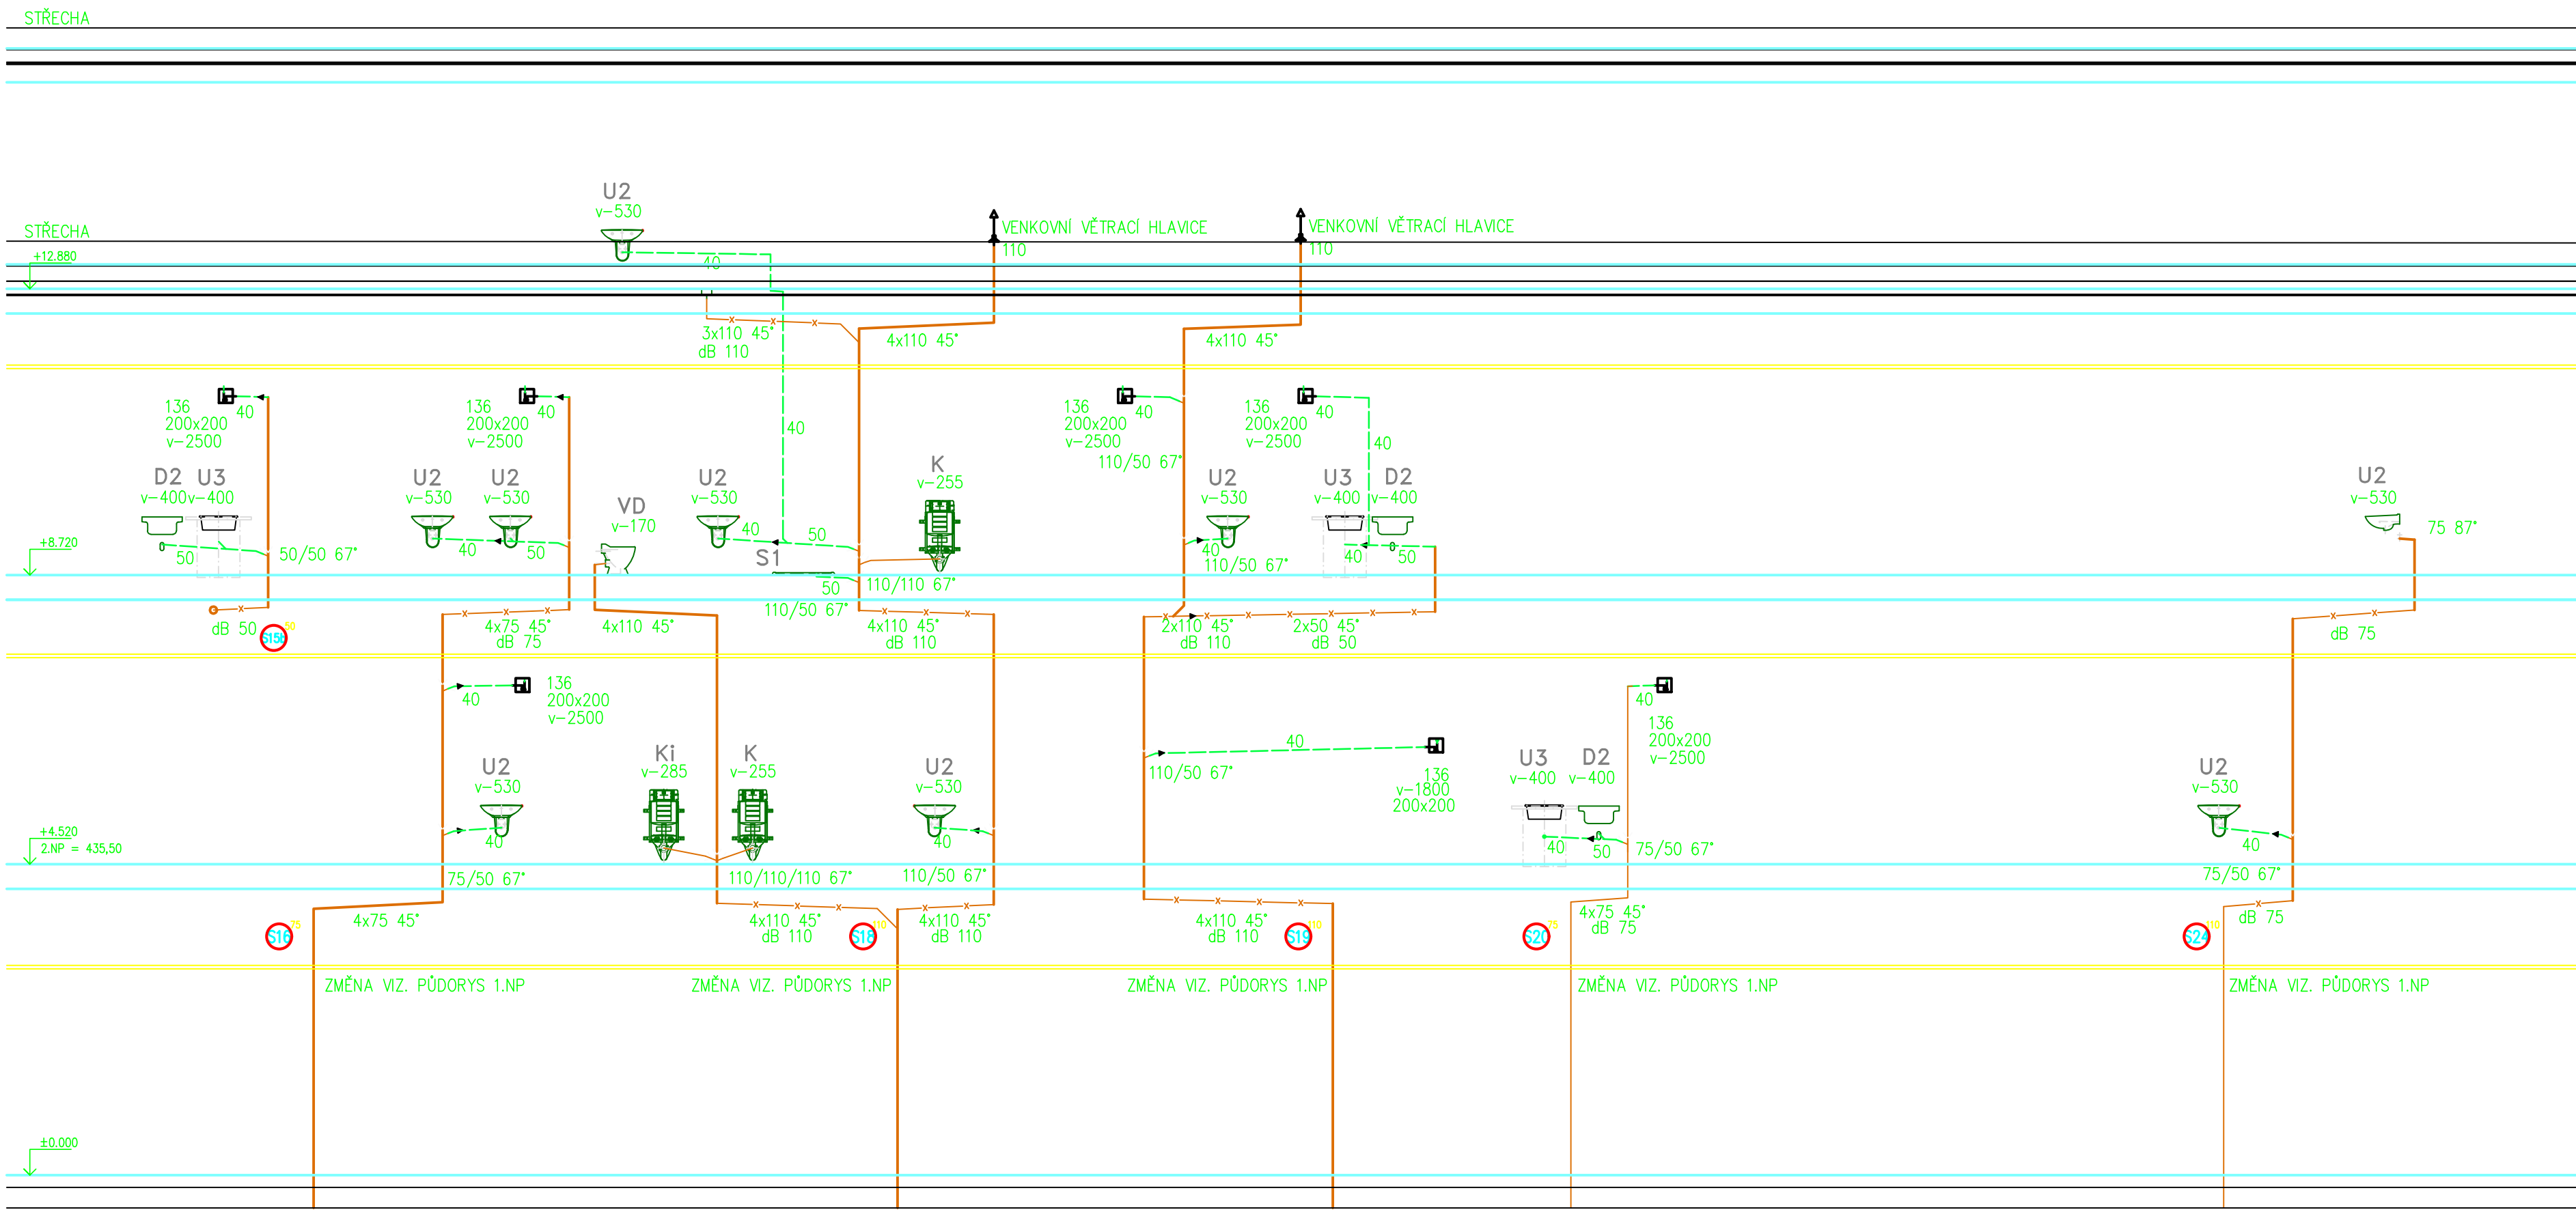 STŘECHA
U2
v-530
STŘECHA
VENKOVNÍ VĚTRACÍ HLAVICE
VENKOVNÍ VĚTRACÍ HLAVICE
110
110
+12.880
40
3x110 45°
dB 110
4x110 45°
4x110 45°
136
200x200
v-2500
40
136
200x200
v-2500
40
40
136
200x200
v-2500
40
110/50 67°
136
200x200
v-2500
40
40
D2
v-400
U3
v-400
U2
v-530
U2
v-530
VD
v-170
U2
v-530
K
v-255
U2
v-530
U3
v-400
D2
v-400
U2
v-530
75 87°
+8.720
50
50/50 67°
40
50
40
50
S1
50
110/110 67°
110/50 67°
40
110/50 67°
40
50
dB 50
S15b
50
4x75 45°
dB 75
4x110 45°
4x110 45°
dB 110
2x110 45°
dB 110
2x50 45°
dB 50
dB 75
40
136
200x200
v-2500
40
110/50 67°
136
v-1800
200x200
40
136
200x200
v-2500
U2
v-530
Ki
v-285
K
v-255
U2
v-530
U3
v-400
D2
v-400
U2
v-530
+4.520
2.NP = 435,50
40
75/50 67°
110/110/110 67°
40
110/50 67°
40
50
75/50 67°
40
75/50 67°
S16
75
4x75 45°
4x110 45°
dB 110
S18
110
4x110 45°
dB 110
4x110 45°
dB 110
S19
110
S20
75
4x75 45°
dB 75
S24
110
dB 75
ZMĚNA VIZ. PŮDORYS 1.NP
ZMĚNA VIZ. PŮDORYS 1.NP
ZMĚNA VIZ. PŮDORYS 1.NP
ZMĚNA VIZ. PŮDORYS 1.NP
ZMĚNA VIZ. PŮDORYS 1.NP
±0.000